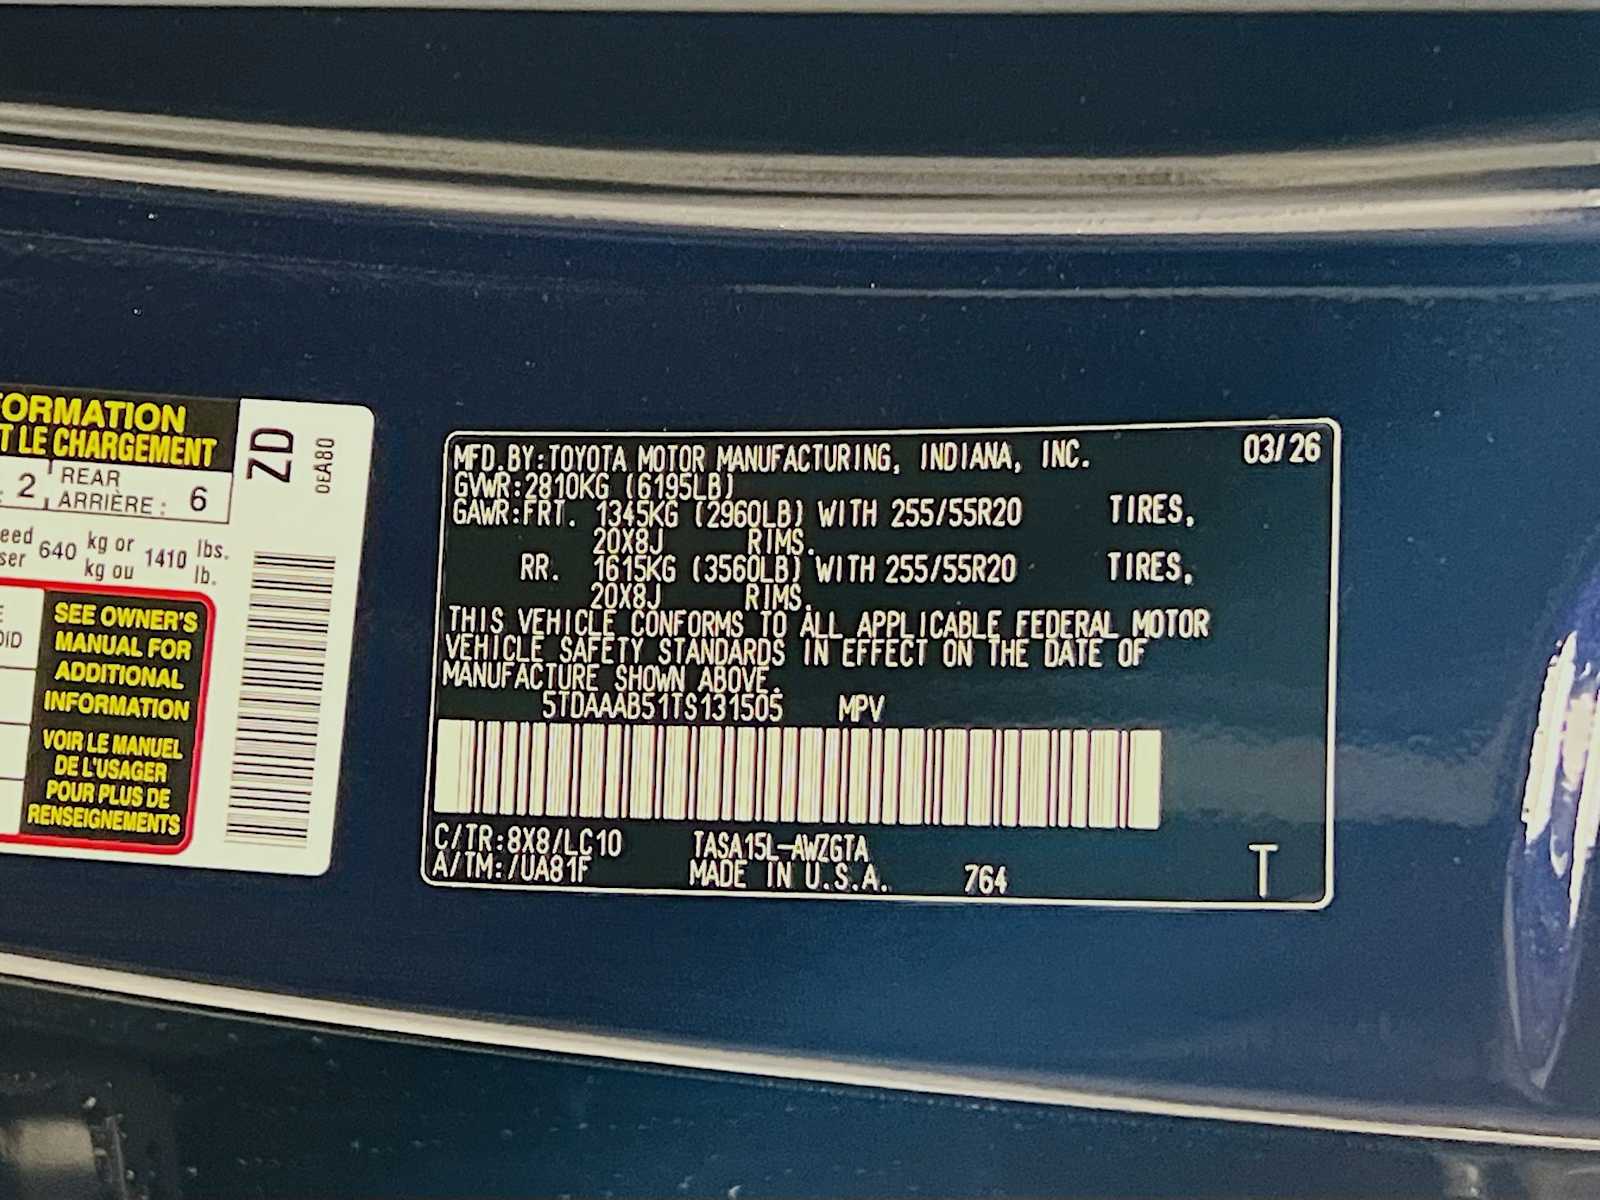 FORMATION
T LE CHARGEMENT
: 2 REAR ARRIÈRE : 6
eed
ser 640 kg or kg ou 1410 lbs. lb.
E
OID
SEE OWNER'S
MANUAL FOR
ADDITIONAL
INFORMATION
VOIR LE MANUEL
DE L'USAGER
POUR PLUS DE
RENSEIGNEMENTS
ZD
0EA80
MFD.BY:TOYOTA MOTOR MANUFACTURING, INDIANA, INC. 03/26
GVWR:2810KG (6195LB)
GAWR:FRT. 1345KG (2960LB) WITH 255/55R20 TIRES,
20X8J RIMS.
RR. 1615KG (3560LB) WITH 255/55R20 TIRES,
20X8J RIMS.
THIS VEHICLE CONFORMS TO ALL APPLICABLE FEDERAL MOTOR
VEHICLE SAFETY STANDARDS IN EFFECT ON THE DATE OF
MANUFACTURE SHOWN ABOVE.
5TDAAAB51TS131505 MPV
C/TR:8X8/LC10 TASA15L-AWZGTA
A/TM:/UA81F MADE IN U.S.A. 764 T